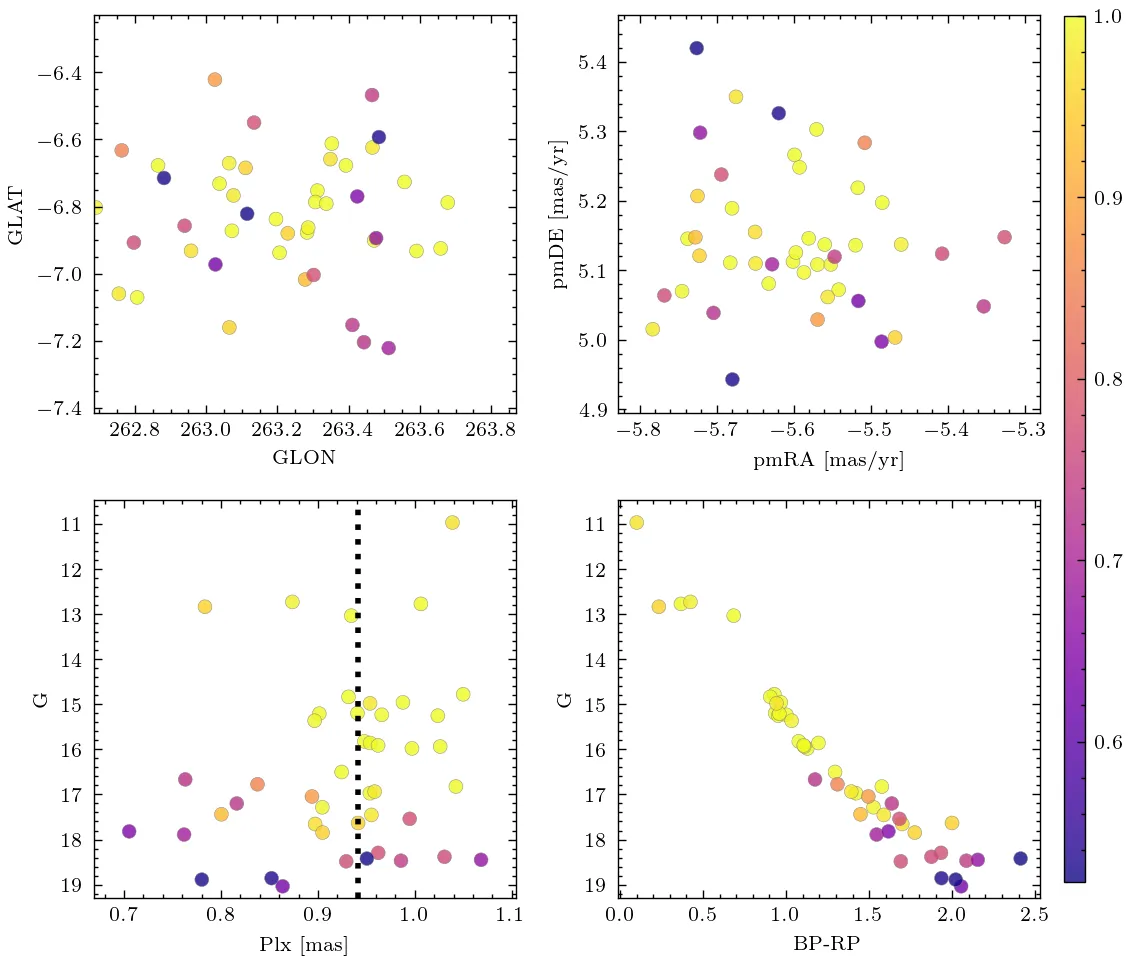 −6.4
−6.6
−6.8
−7.0
−7.2
−7.4
GLAT
262.8 263.0 263.2 263.4 263.6 263.8
GLON
5.4
5.3
5.2
5.1
5.0
4.9
pmDE [mas/yr]
−5.8 −5.7 −5.6 −5.5 −5.4 −5.3
pmRA [mas/yr]
1.0
0.9
0.8
0.7
0.6
11
12
13
14
15
16
17
18
19
G
0.7 0.8 0.9 1.0 1.1
Plx [mas]
11
12
13
14
15
16
17
18
19
G
0.0 0.5 1.0 1.5 2.0 2.5
BP-RP